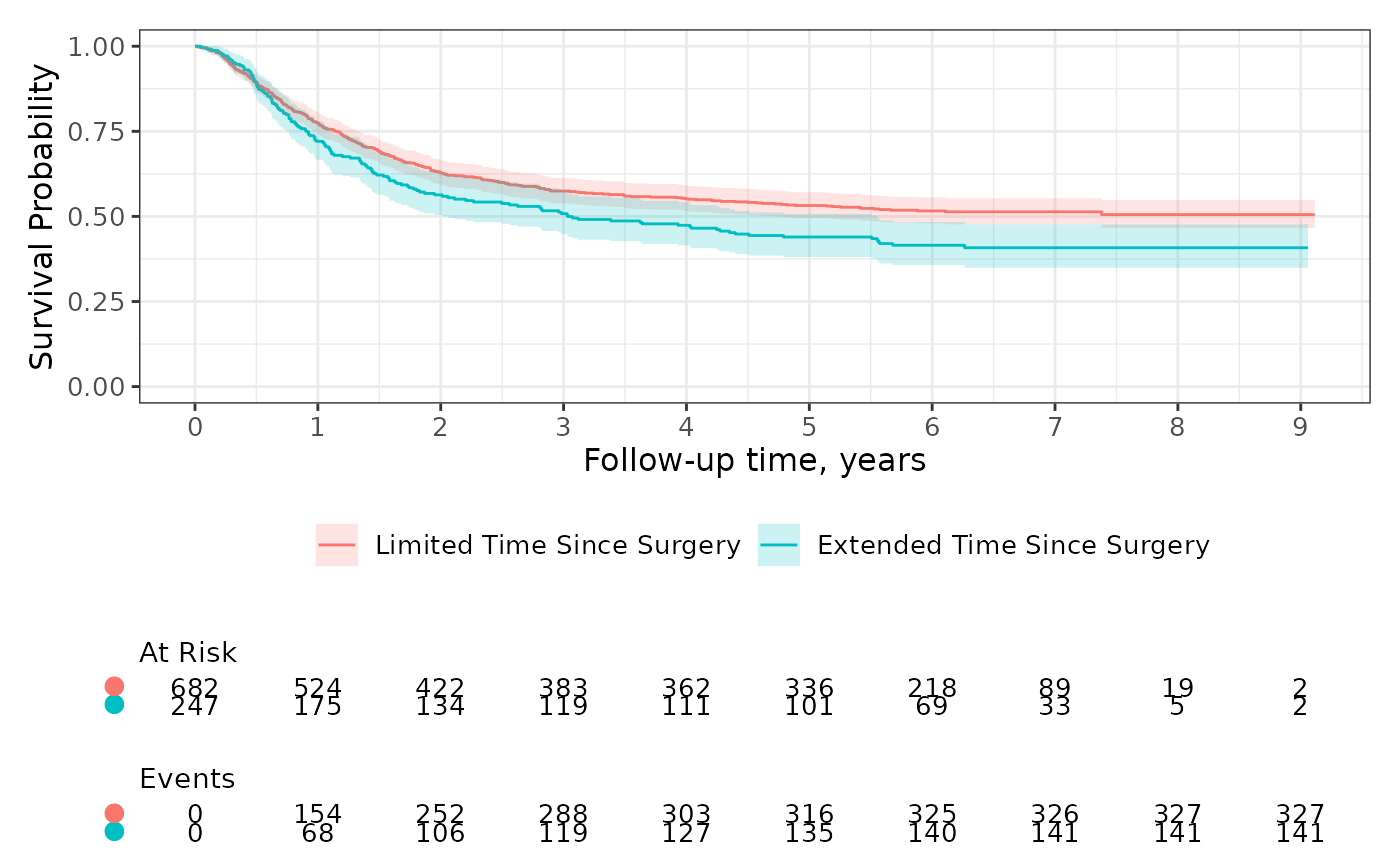 Survival Probability
1.00
0.75
0.50
0.25
0.00
0 1 2 3 4 5 6 7 8 9
Follow-up time, years
Limited Time Since Surgery Extended Time Since Surgery
At Risk
682 524 422 383 362 336 218 89 19 2
247 175 134 119 111 101 69 33 5 2
Events
0 154 252 288 303 316 325 326 327 327
0 68 106 119 127 135 140 141 141 141